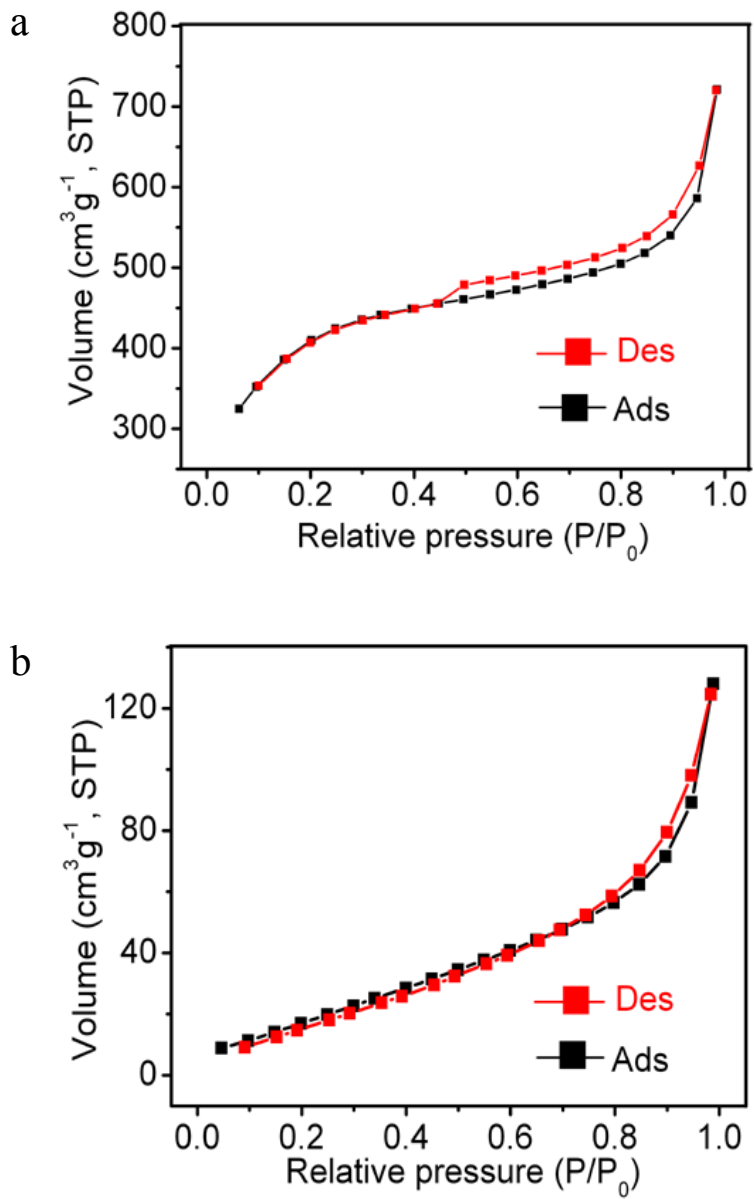 a
800
700
600
500
400
300
Volume (cm³g⁻¹, STP)
Des
Ads
0.0 0.2 0.4 0.6 0.8 1.0
Relative pressure (P/P₀)
b
120
80
40
0
Volume (cm³g⁻¹, STP)
Des
Ads
0.0 0.2 0.4 0.6 0.8 1.0
Relative pressure (P/P₀)